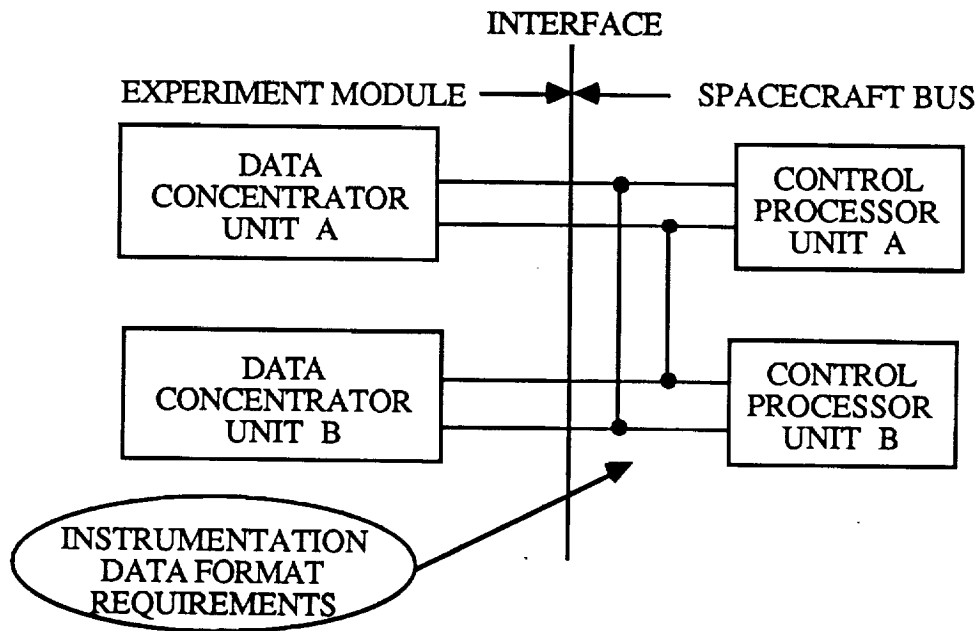 INTERFACE
EXPERIMENT MODULE
SPACECRAFT BUS
DATA
CONCENTRATOR
UNIT A
CONTROL
PROCESSOR
UNIT A
DATA
CONCENTRATOR
UNIT B
CONTROL
PROCESSOR
UNIT B
INSTRUMENTATION
DATA FORMAT
REQUIREMENTS